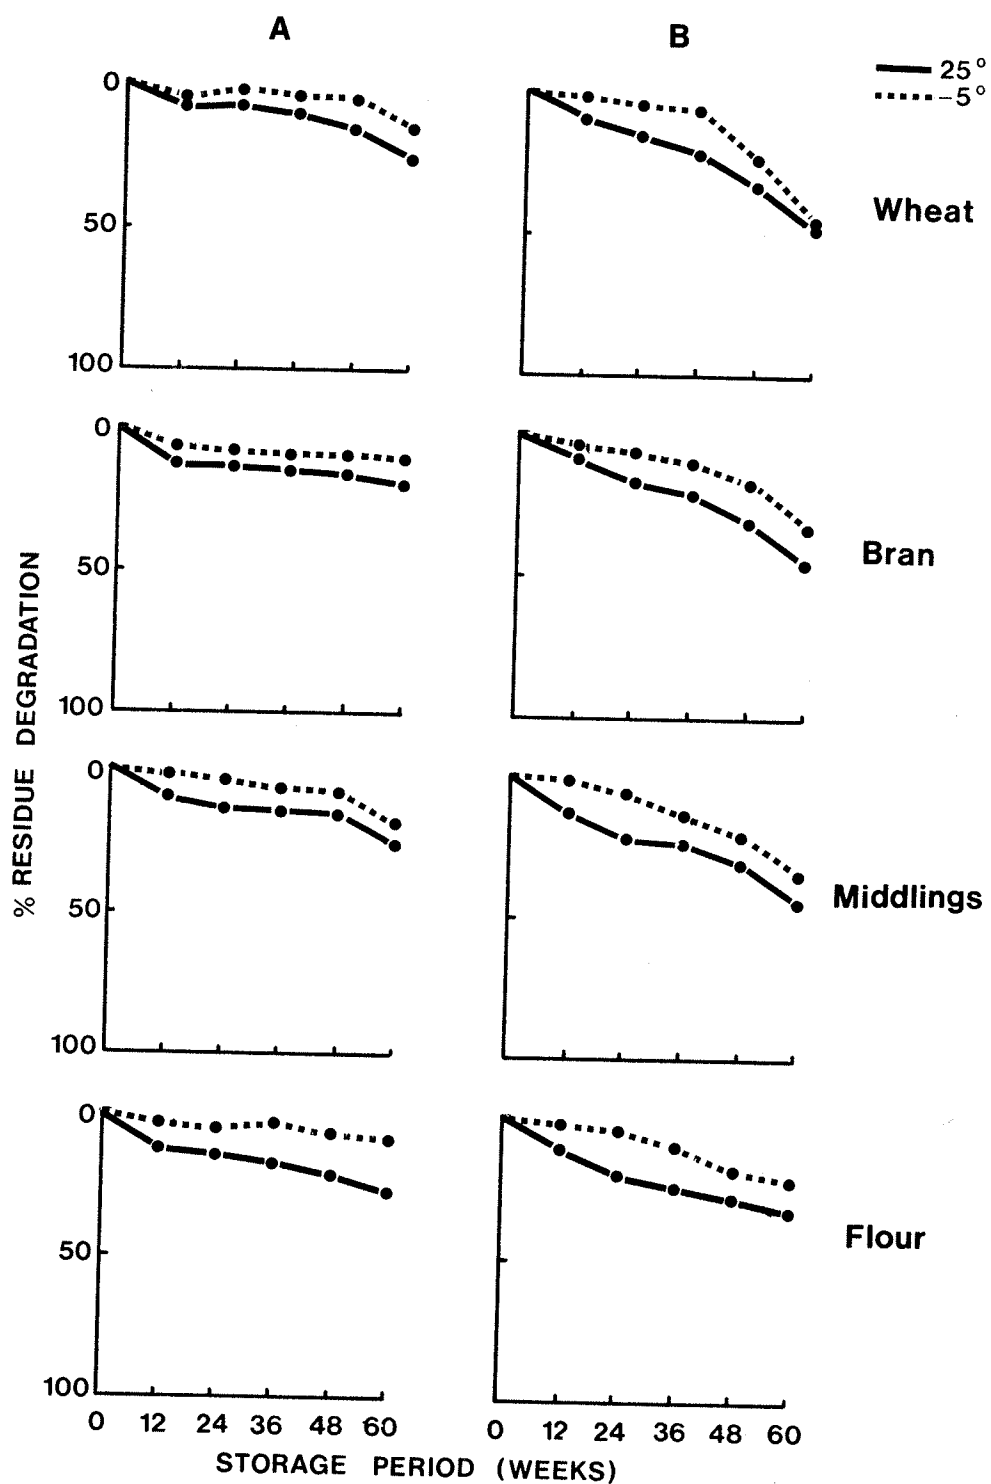 A
B
25°
-5°
0
50
100
Wheat
0
50
100
Bran
0
50
100
Middlings
0
50
100
Flour
0 12 24 36 48 60
0 12 24 36 48 60
% RESIDUE DEGRADATION
STORAGE PERIOD (WEEKS)